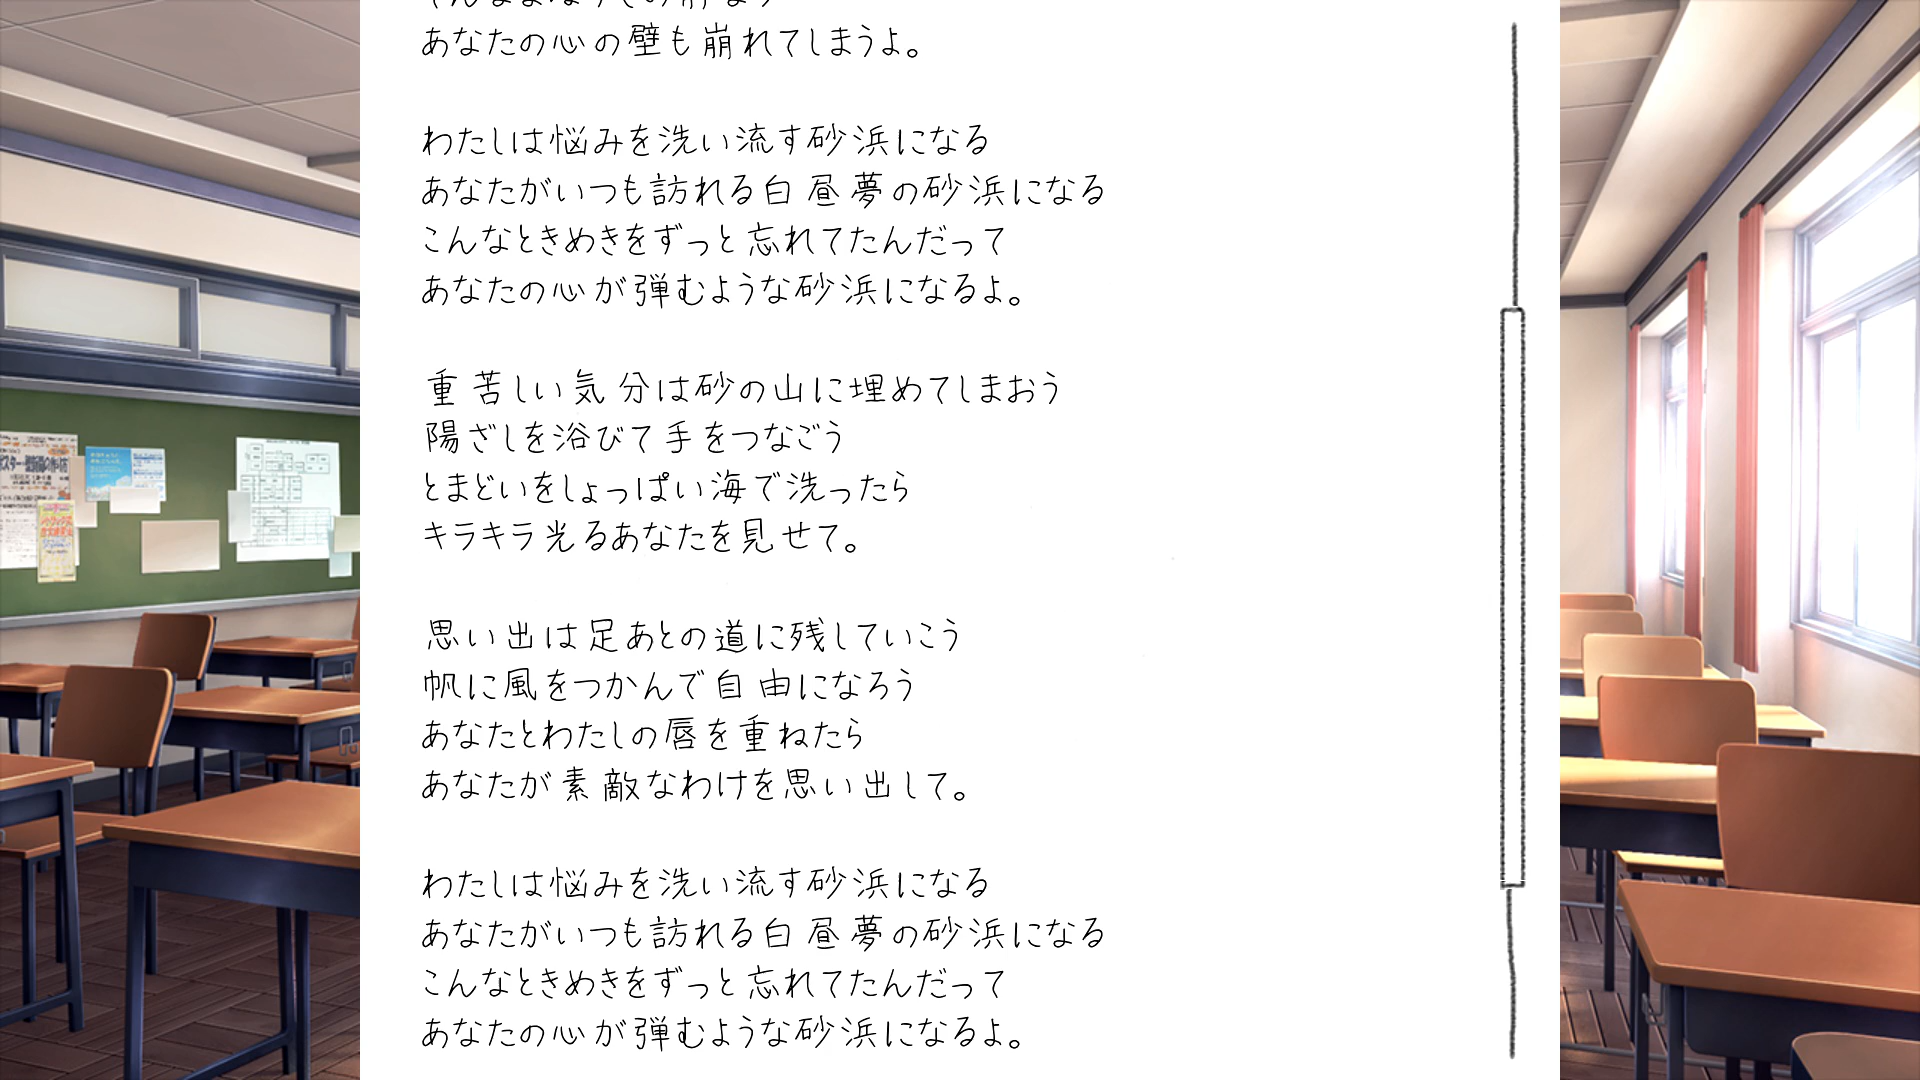 あなたの心の壁も崩れてしまうよ。
わたしは悩みを洗い流す砂浜になる
あなたがいつも訪れる白昼夢の砂浜になる
こんなときめきをずっと忘れてたんだって
あなたの心が弾むような砂浜になるよ。
重苦しい気分は砂の山に埋めてしまおう
陽ざしを浴びて手をつなごう
とまどいをしょっぱい海で洗ったら
キラキラ光るあなたを見せて。
思い出は足あとの道に残していこう
帆に風をつかんで自由になろう
あなたとわたしの唇を重ねたら
あなたが素敵なわけを思い出して。
わたしは悩みを洗い流す砂浜になる
あなたがいつも訪れる白昼夢の砂浜になる
こんなときめきをずっと忘れてたんだって
あなたの心が弾むような砂浜になるよ。